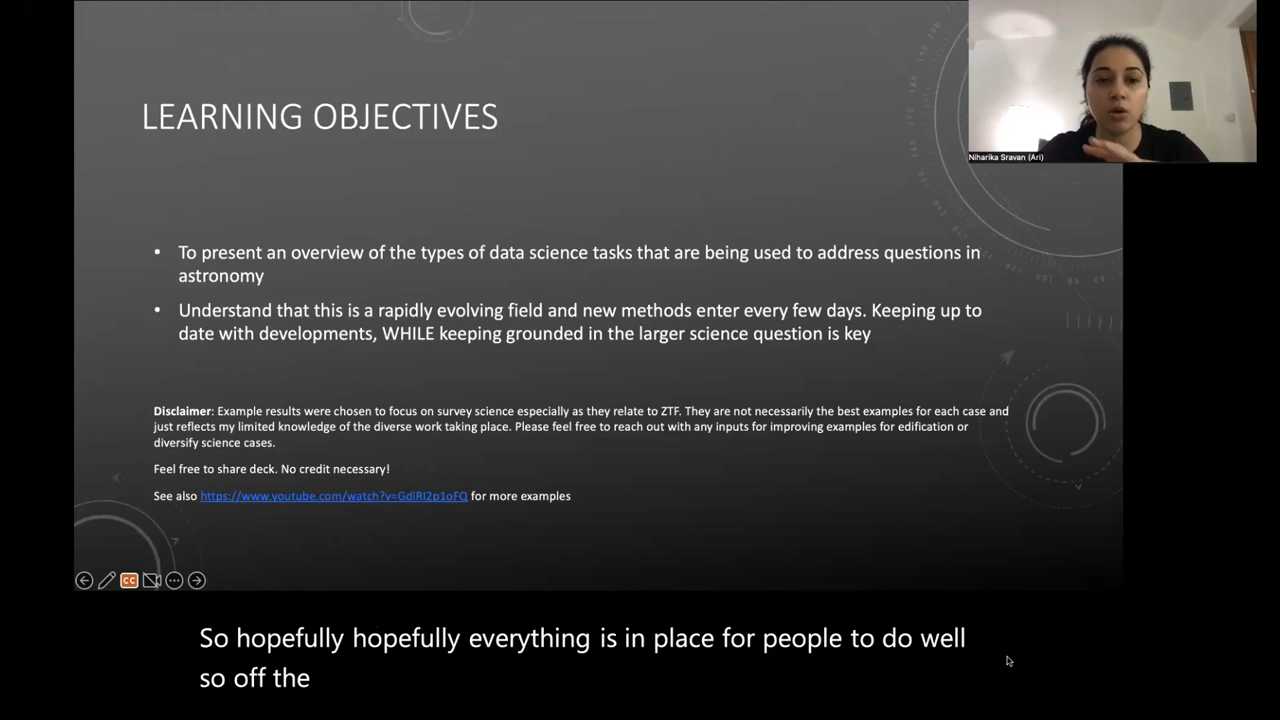 Niharika Sravan (Ari)
LEARNING OBJECTIVES
• To present an overview of the types of data science tasks that are being used to address questions in
astronomy
• Understand that this is a rapidly evolving field and new methods enter every few days. Keeping up to
date with developments, WHILE keeping grounded in the larger science question is key
Disclaimer: Example results were chosen to focus on survey science especially as they relate to ZTF. They are not necessarily the best examples for each case and
just reflects my limited knowledge of the diverse work taking place. Please feel free to reach out with any inputs for improving examples for edification or
diversify science cases.
Feel free to share deck. No credit necessary!
See also https://www.youtube.com/watch?v=GdiRI2p1oFQ for more examples
CC
So hopefully hopefully everything is in place for people to do well
so off the